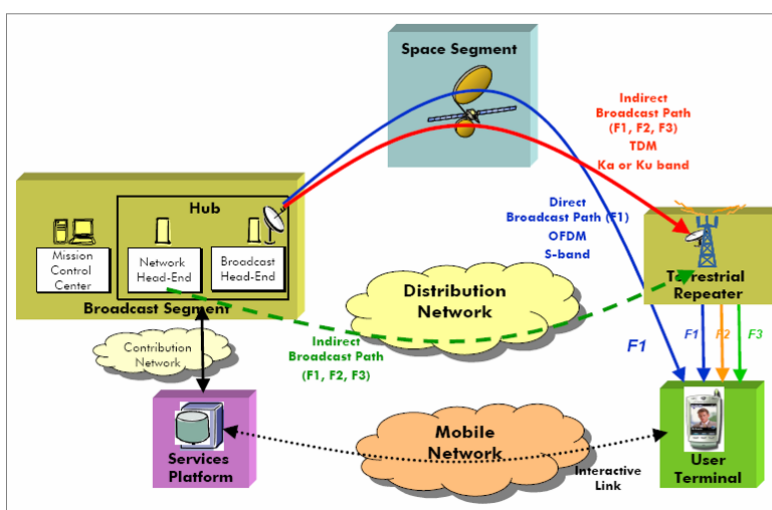 Space Segment
Indirect
Broadcast Path
(F1, F2, F3)
TDM
Ka or Ku band
Hub
Direct
Broadcast Path (F1)
OFDM
S-band
Mission
Control
Center
Network
Head-End
Broadcast
Head-End
Broadcast Segment
Terrestrial
Repeater
Distribution
Network
Contribution
Network
Indirect
Broadcast Path
(F1, F2, F3)
F1
F1
F2
F3
Services
Platform
Mobile
Network
Interactive
Link
User
Terminal